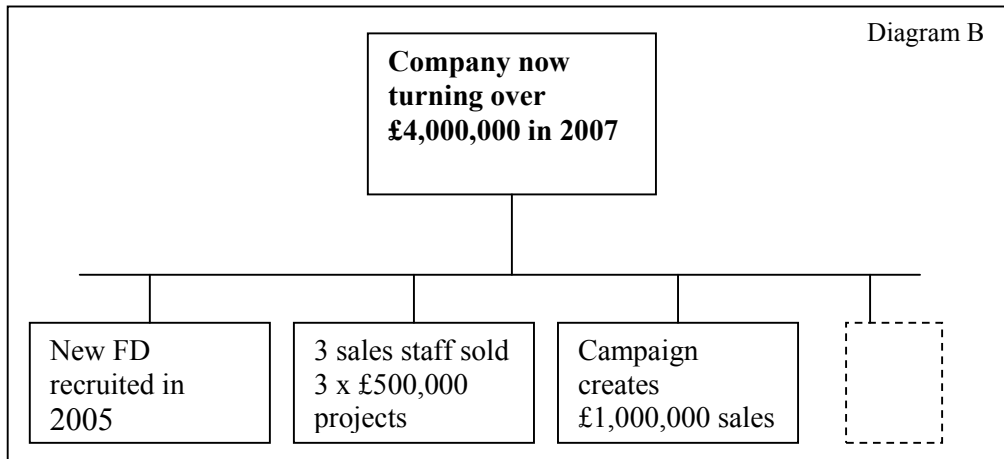 Diagram B
Company now
turning over
£4,000,000 in 2007
New FD
recruited in
2005
3 sales staff sold
3 x £500,000
projects
Campaign
creates
£1,000,000 sales